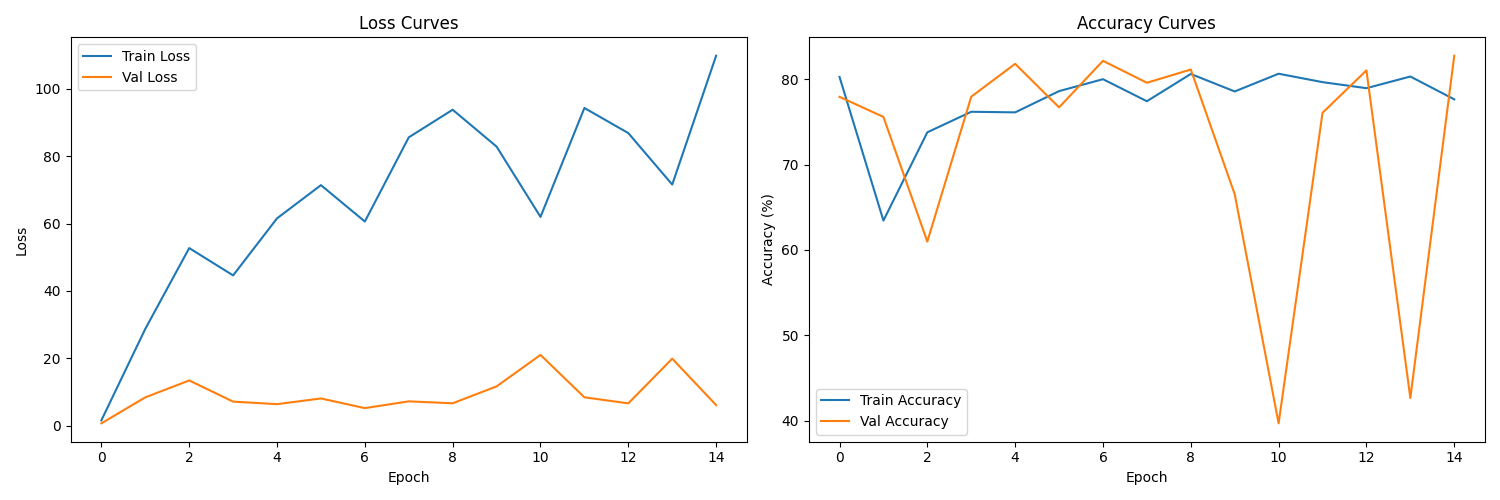 Loss Curves
Train Loss
Val Loss
Loss
100
80
60
40
20
0
0 2 4 6 8 10 12 14
Epoch
Accuracy Curves
Accuracy (%)
80
70
60
50
40
Train Accuracy
Val Accuracy
0 2 4 6 8 10 12 14
Epoch